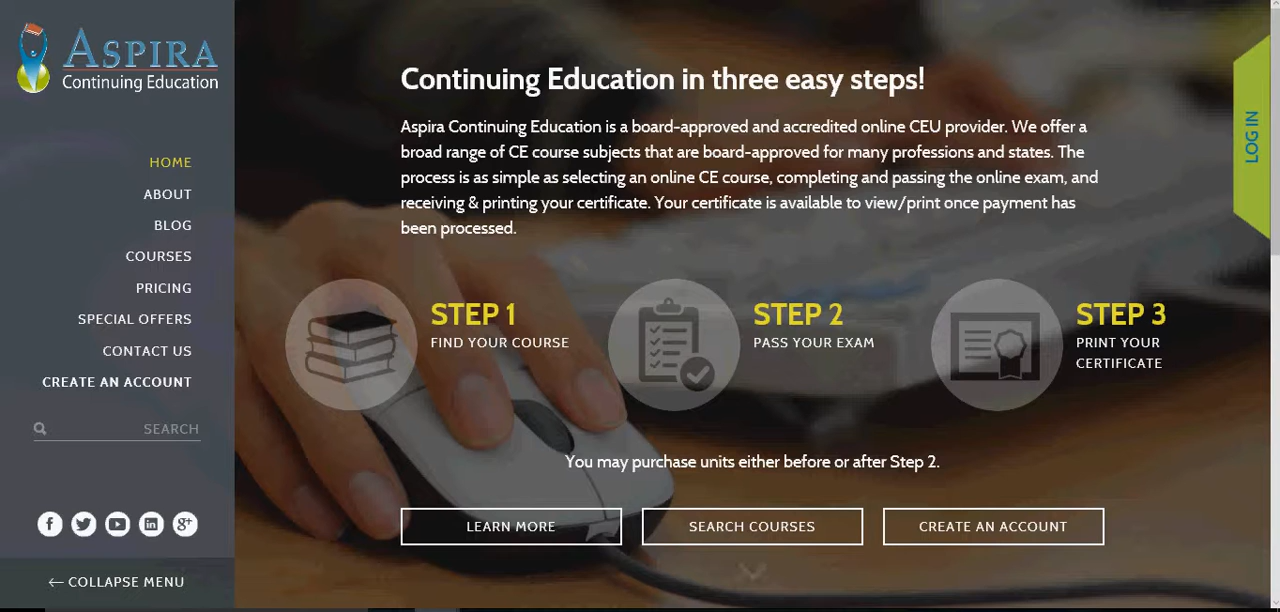 ASPIRA
Continuing Education
HOME
ABOUT
BLOG
COURSES
PRICING
SPECIAL OFFERS
CONTACT US
CREATE AN ACCOUNT
SEARCH
COLLAPSE MENU
Continuing Education in three easy steps!
Aspira Continuing Education is a board-approved and accredited online CEU provider. We offer a
broad range of CE course subjects that are board-approved for many professions and states. The
process is as simple as selecting an online CE course, completing and passing the online exam, and
receiving & printing your certificate. Your certificate is available to view/print once payment has
been processed.
STEP 1
FIND YOUR COURSE
STEP 2
PASS YOUR EXAM
STEP 3
PRINT YOUR
CERTIFICATE
You may purchase units either before or after Step 2.
LEARN MORE
SEARCH COURSES
CREATE AN ACCOUNT
LOG IN